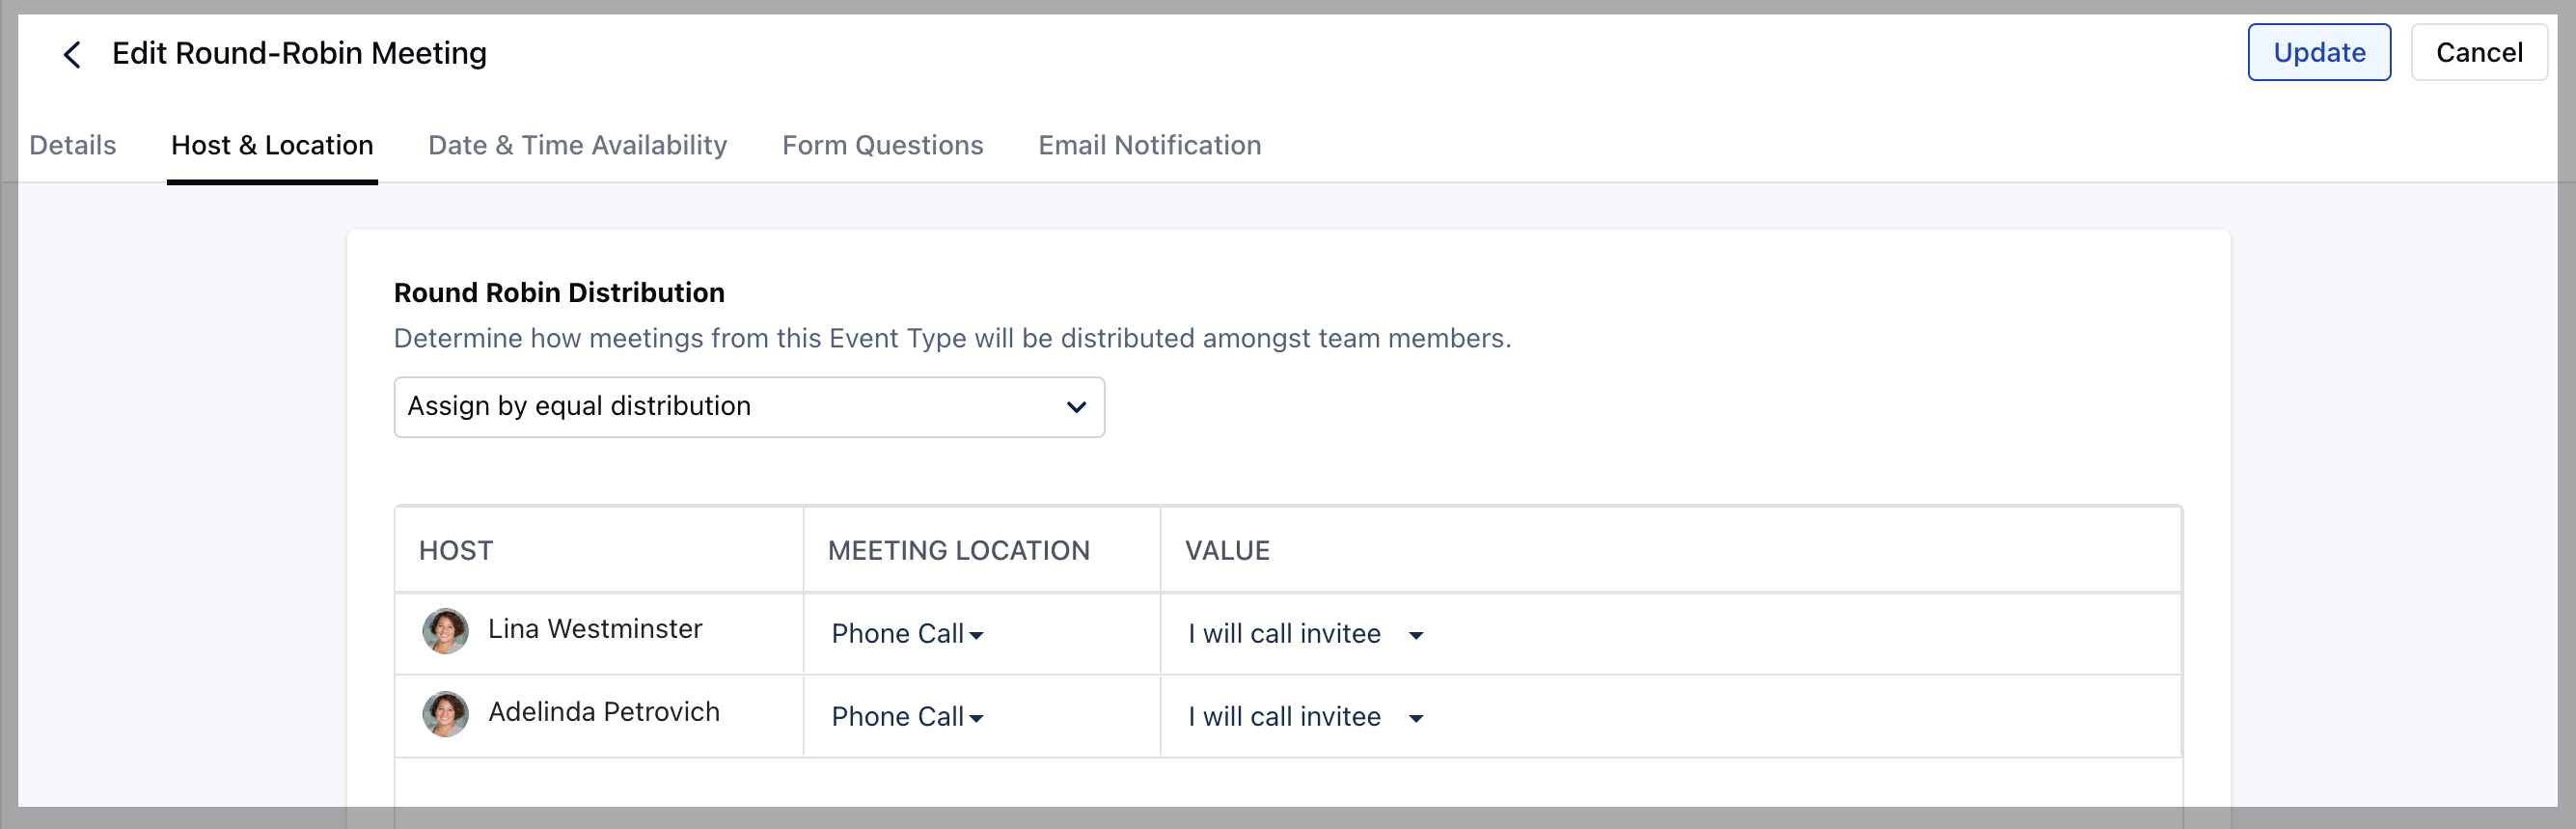 Edit Round-Robin Meeting
Update
Cancel
Details
Host & Location
Date & Time Availability
Form Questions
Email Notification
Round Robin Distribution
Determine how meetings from this Event Type will be distributed amongst team members.
Assign by equal distribution
HOST
MEETING LOCATION
VALUE
Lina Westminster
Phone Call
I will call invitee
Adelinda Petrovich
Phone Call
I will call invitee